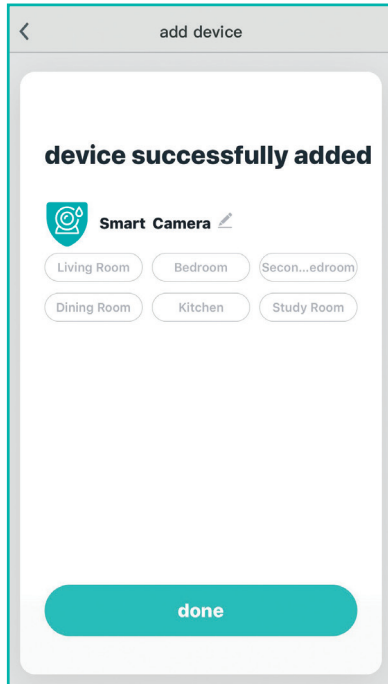 add device
device successfully added
Smart Camera
Living Room Bedroom Secon...edroom
Dining Room Kitchen Study Room
done